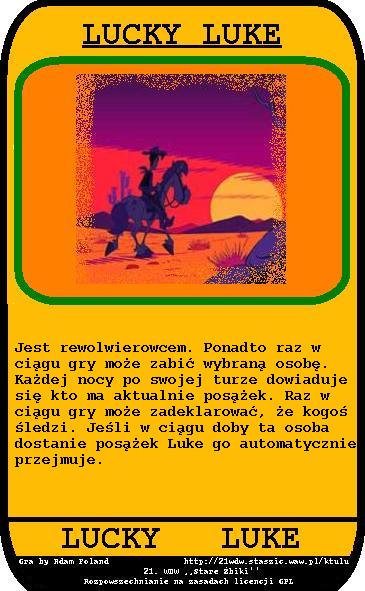 LUCKY LUKE
Jest rewolwierowcem. Ponadto raz w
ciągu gry może zabić wybraną osobę.
Każdej nocy po swojej turze dowiaduje
się kto ma aktualnie posążek. Raz w
ciągu gry może zadeklarować, że kogoś
śledzi. Jeśli w ciągu doby ta osoba
dostanie posążek Luke go automatycznie
przejmuje.
LUCKY LUKE
Gra by Adam Poland http://21wdw.staszic.waw.pl/ktulu
21. WDW ,,Stare Żbiki''
Rozpowszechnianie na zasadach licencji GPL